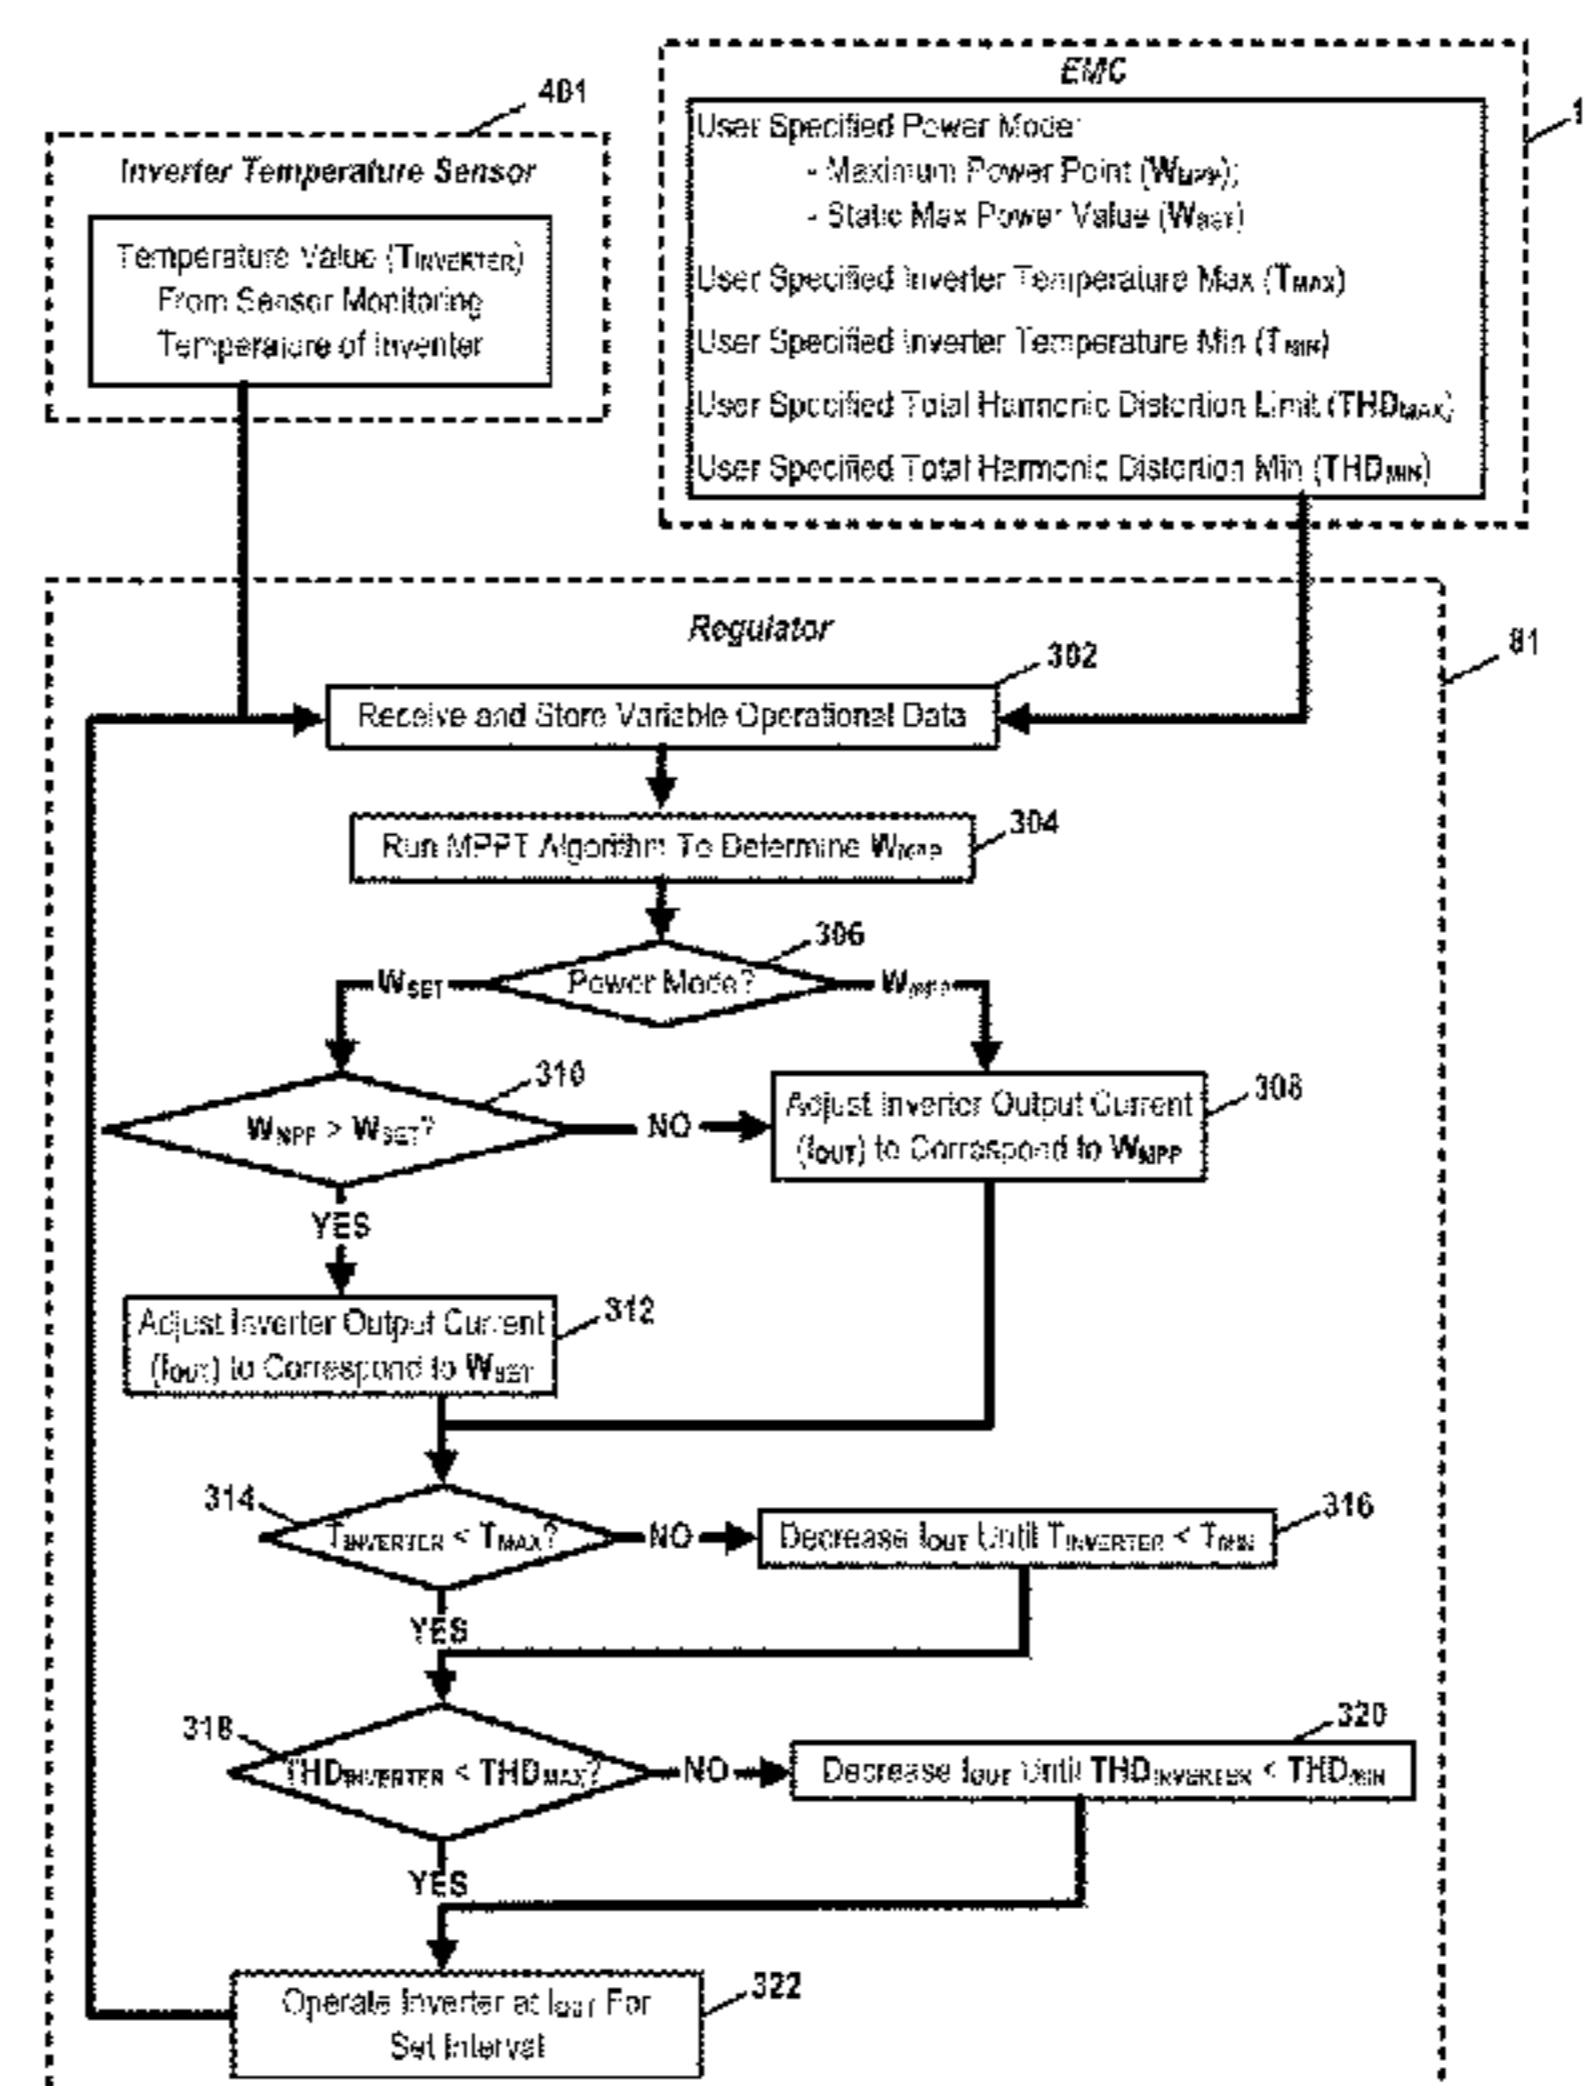 401
Inverter Temperature Sensor
Temperature Value (TINVERTER)
From Sensor Monitoring
Temperature of Inverter
EMC
1
User Specified Power Mode:
- Maximum Power Point (WMPP);
- Static Max Power Value (WSET)
User Specified Inverter Temperature Max (TMAX)
User Specified Inverter Temperature Min (TMIN)
User Specified Total Harmonic Distortion Limit (THDMAX)
User Specified Total Harmonic Distortion Min (THDMIN)
Regulator
81
302
Receive and Store Variable Operational Data
304
Run MPPT Algorithm To Determine WMPP
306
WSET
Power Mode?
WMPP
310
WMPP > WSET?
NO
308
Adjust Inverter Output Current
(IOUT) to Correspond to WMPP
YES
312
Adjust Inverter Output Current
(IOUT) to Correspond to WSET
314
TINVERTER < TMAX?
NO
316
Decrease IOUT Until TINVERTER < TMIN
YES
318
THDINVERTER < THDMAX?
NO
320
Decrease IOUT Until THDINVERTER < THDMIN
YES
322
Operate Inverter at IOUT For
Set Interval